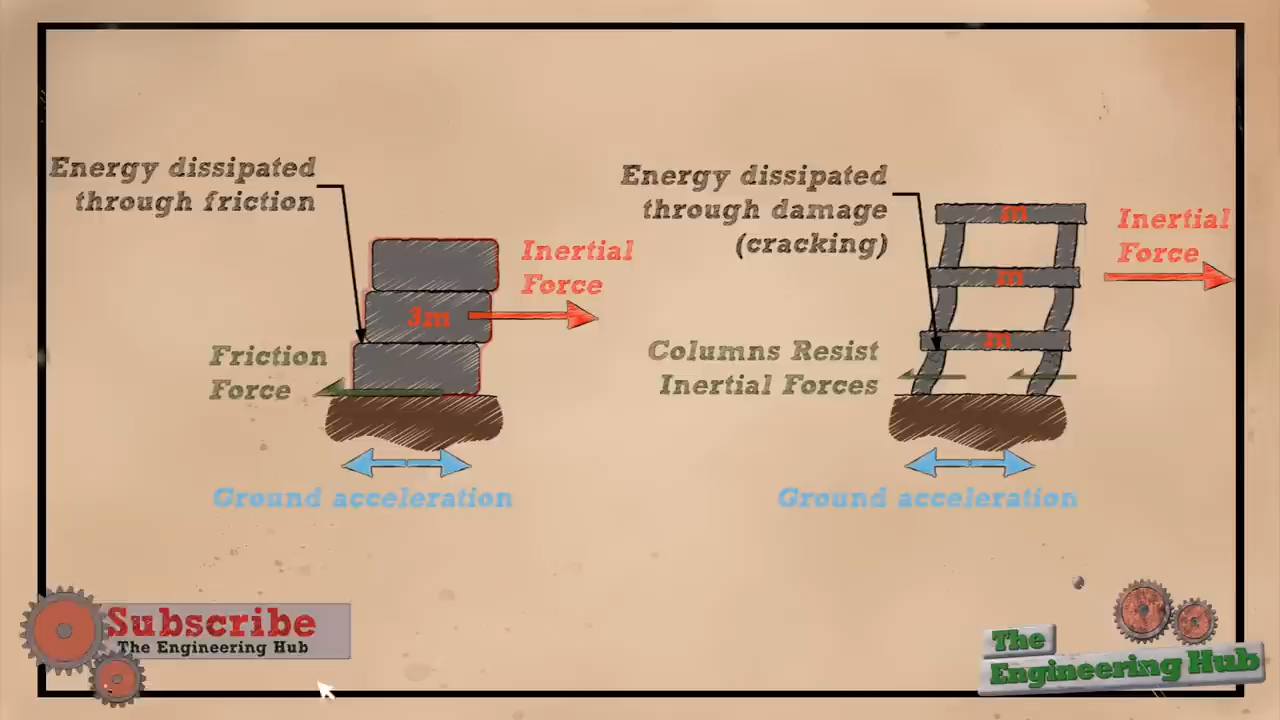 Energy dissipated
through friction
Inertial
Force
3m
Friction
Force
Ground acceleration
Energy dissipated
through damage
(cracking)
m
m
m
Inertial
Force
Columns Resist
Inertial Forces
Ground acceleration
Subscribe
The Engineering Hub
The
Engineering Hub